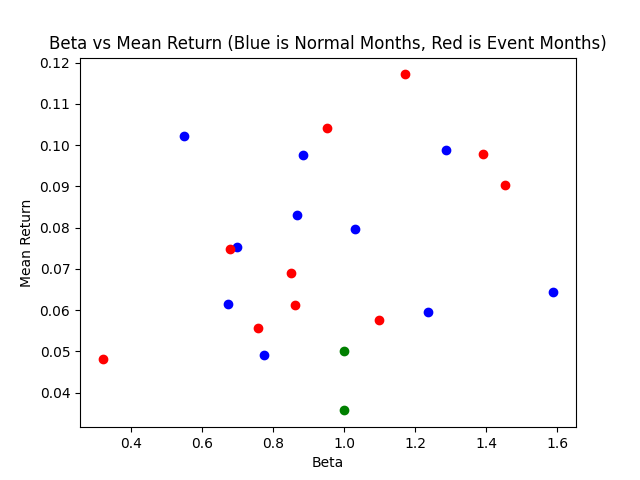 Beta vs Mean Return (Blue is Normal Months, Red is Event Months)
0.12
0.11
0.10
0.09
0.08
0.07
0.06
0.05
0.04
Mean Return
0.4 0.6 0.8 1.0 1.2 1.4 1.6
Beta